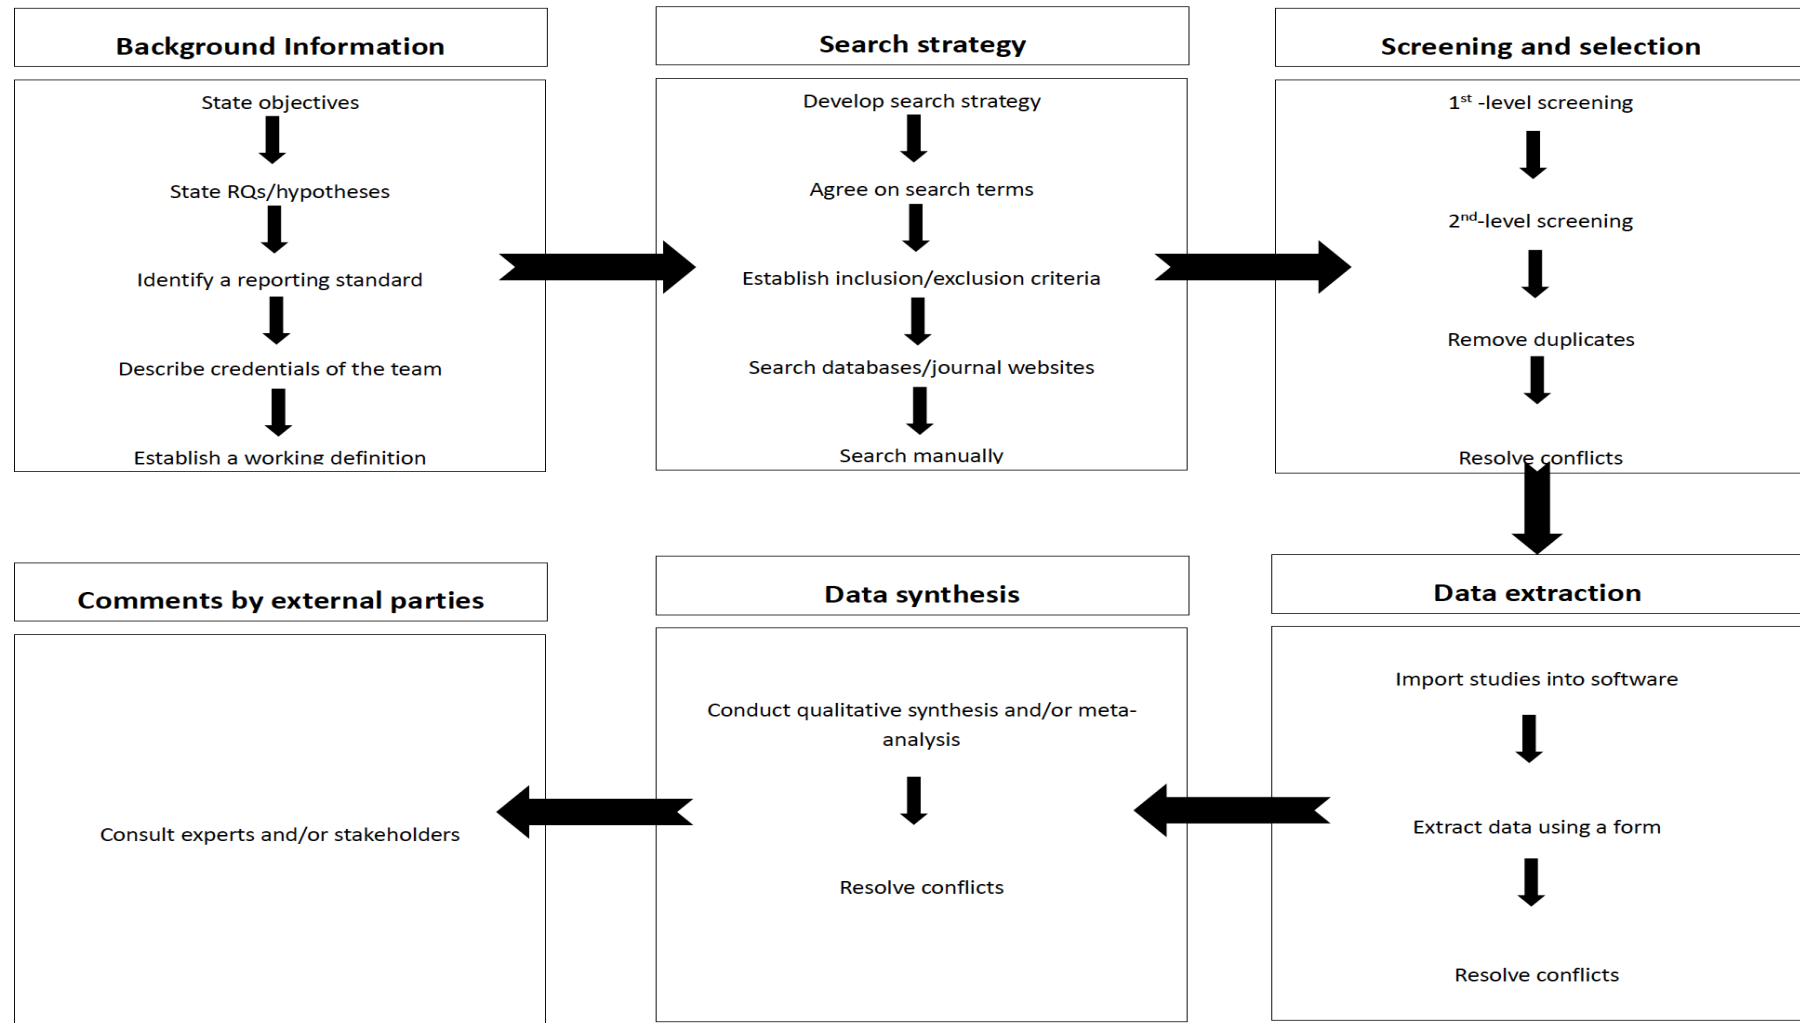 Background Information
State objectives
State RQs/hypotheses
Identify a reporting standard
Describe credentials of the team
Establish a working definition
Search strategy
Develop search strategy
Agree on search terms
Establish inclusion/exclusion criteria
Search databases/journal websites
Search manually
Screening and selection
1st -level screening
2nd-level screening
Remove duplicates
Resolve conflicts
Data extraction
Import studies into software
Extract data using a form
Resolve conflicts
Data synthesis
Conduct qualitative synthesis and/or meta-
analysis
Resolve conflicts
Comments by external parties
Consult experts and/or stakeholders